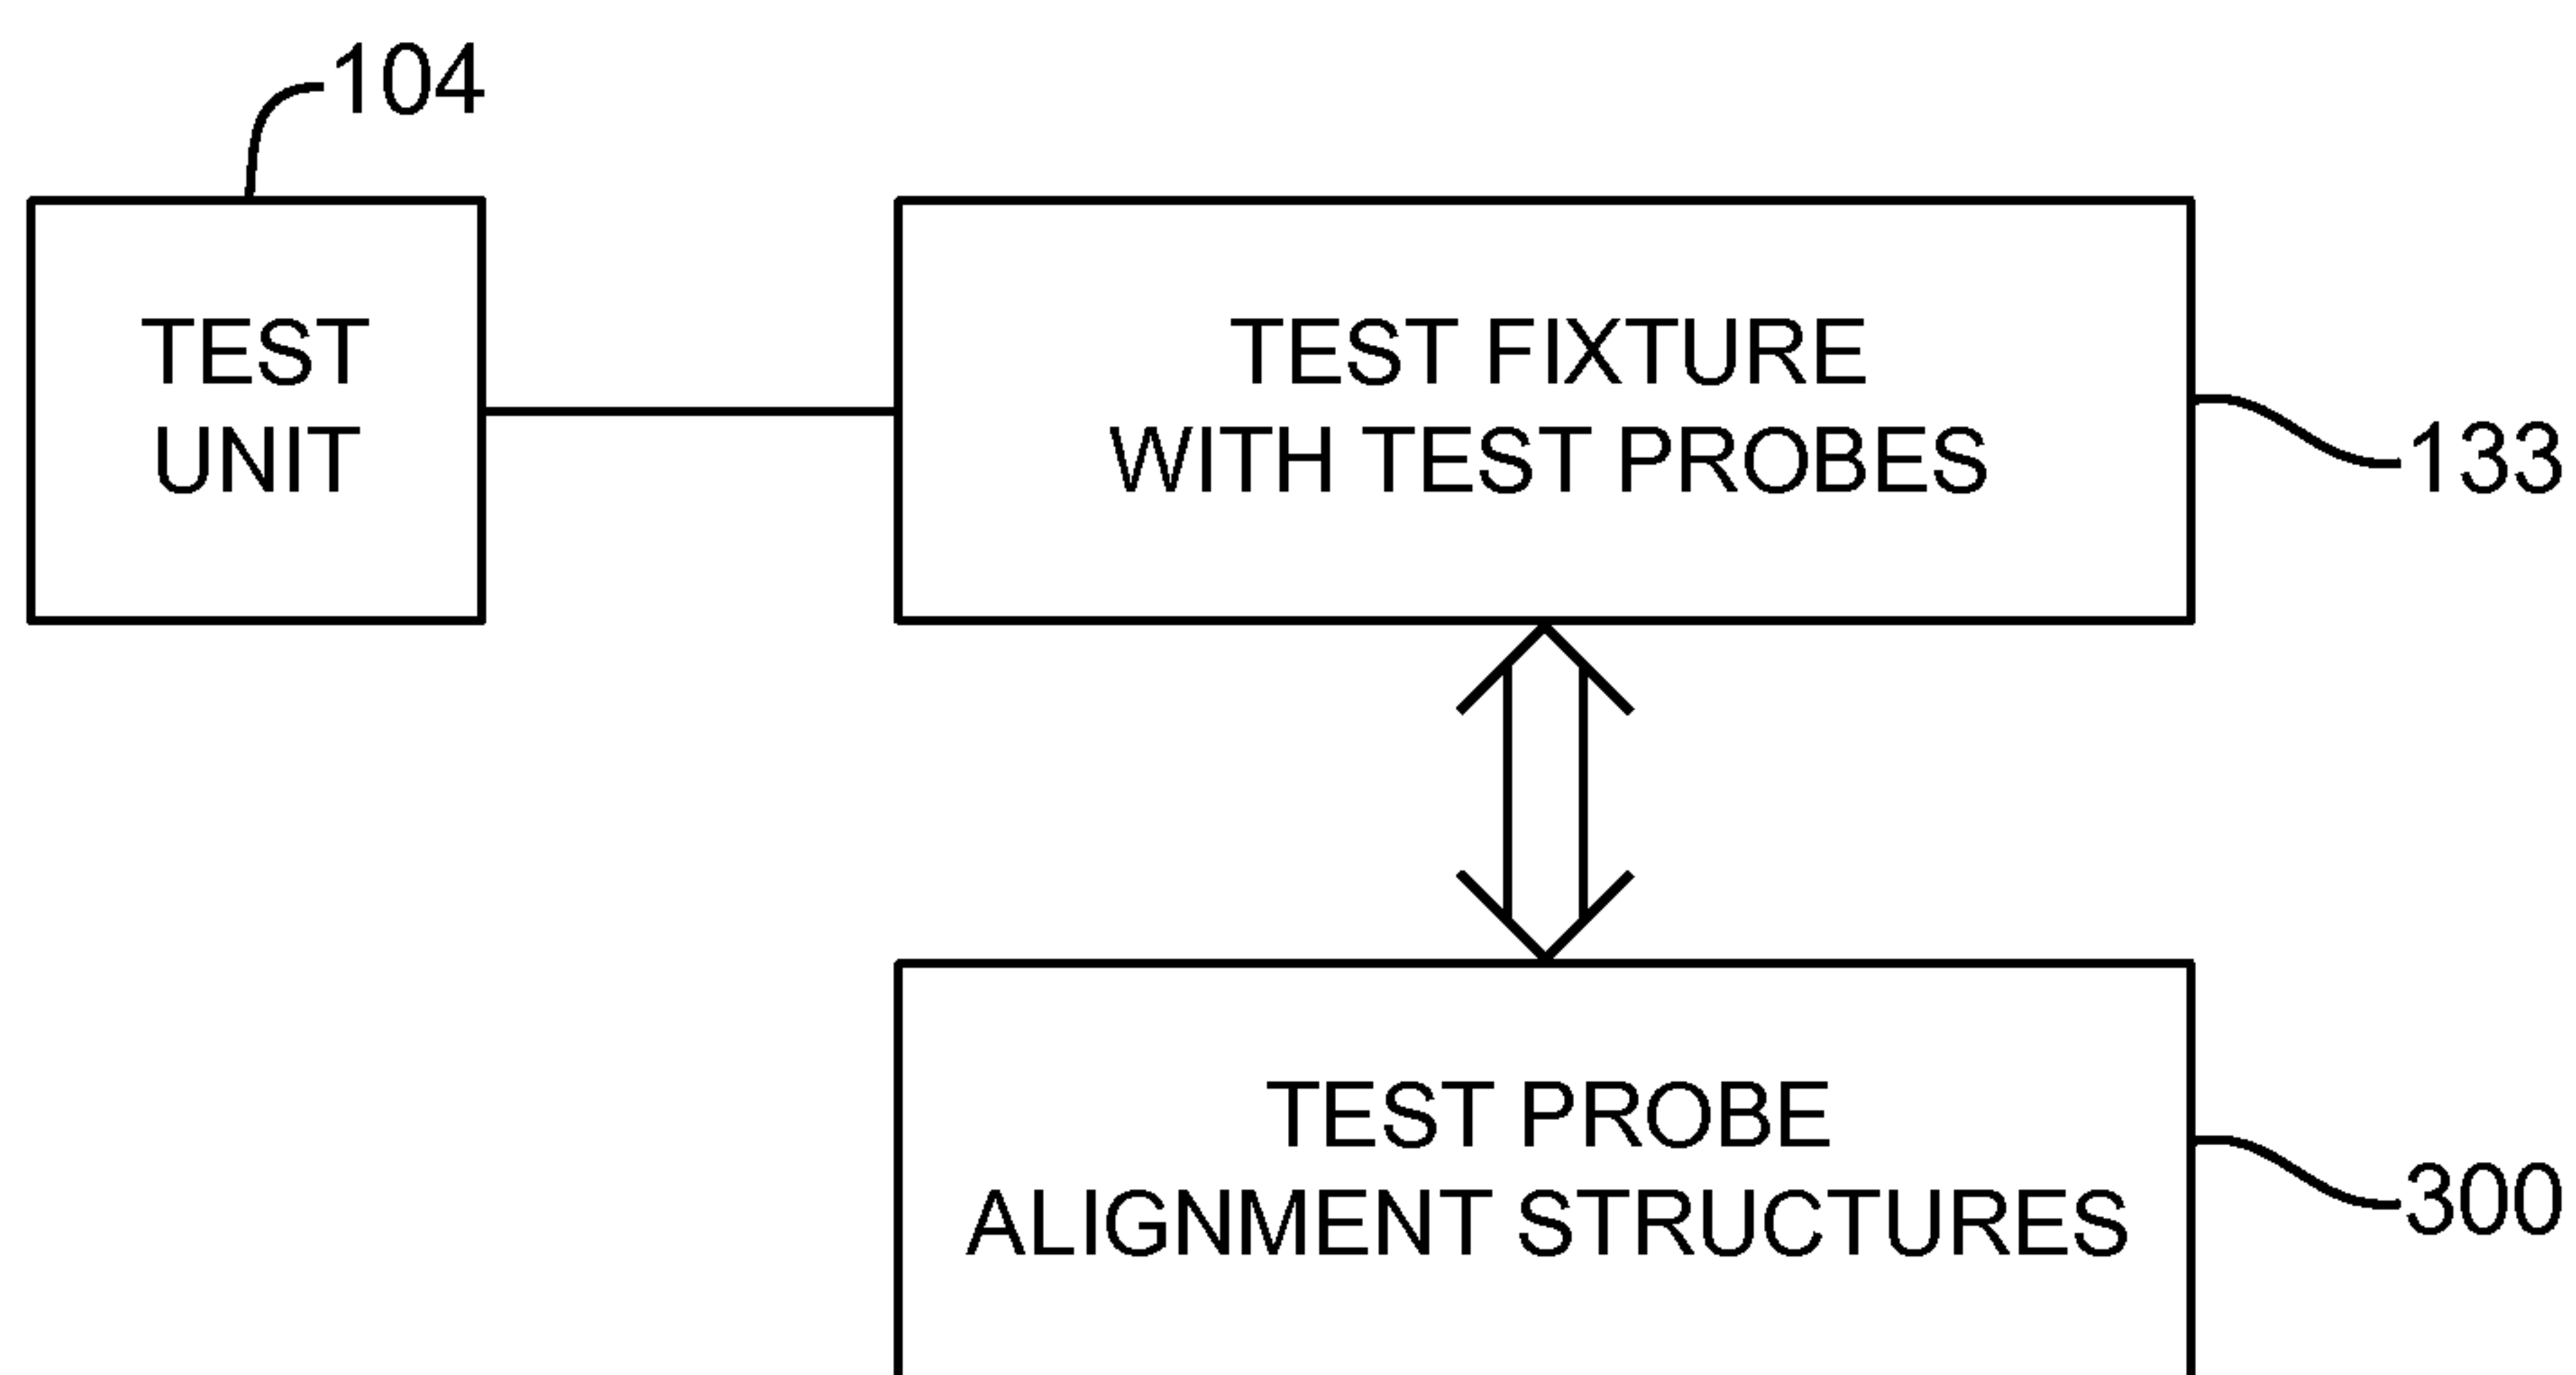 104
TEST
UNIT
TEST FIXTURE
WITH TEST PROBES
133
TEST PROBE
ALIGNMENT STRUCTURES
300